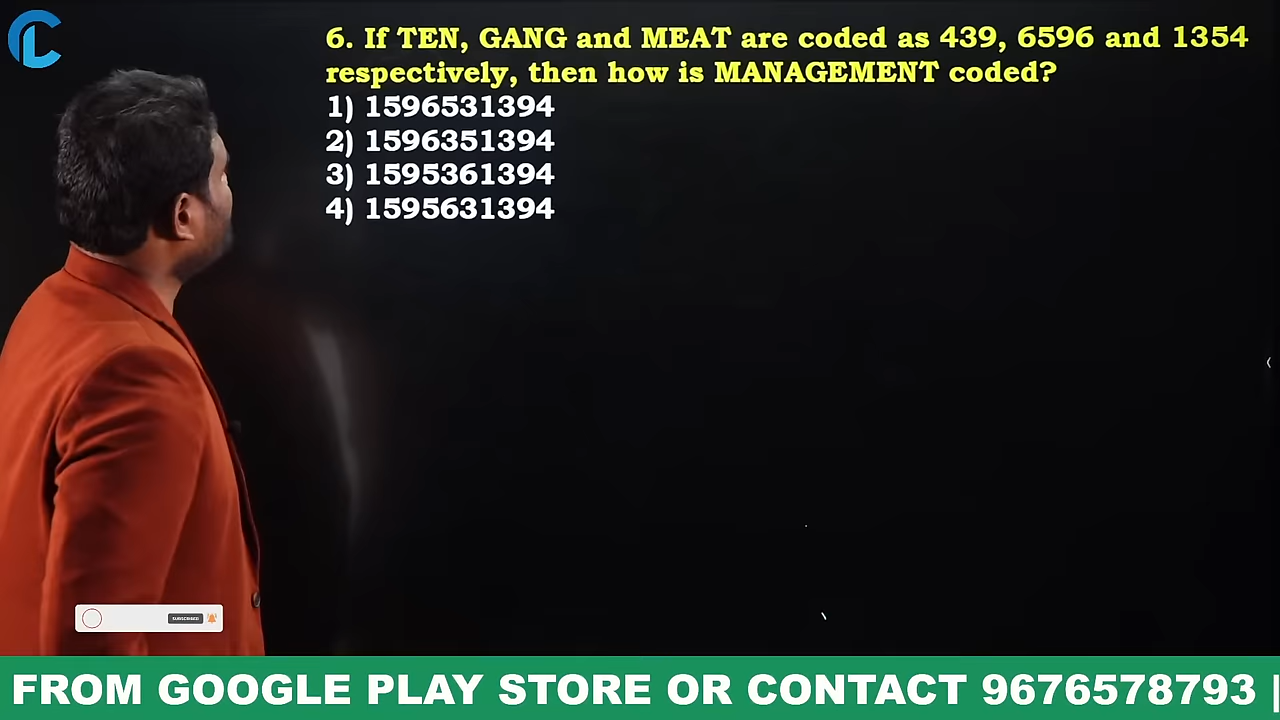 6. If TEN, GANG and MEAT are coded as 439, 6596 and 1354
respectively, then how is MANAGEMENT coded?
1) 1596531394
2) 1596351394
3) 1595361394
4) 1595631394
SUBSCRIBED
FROM GOOGLE PLAY STORE OR CONTACT 9676578793 |